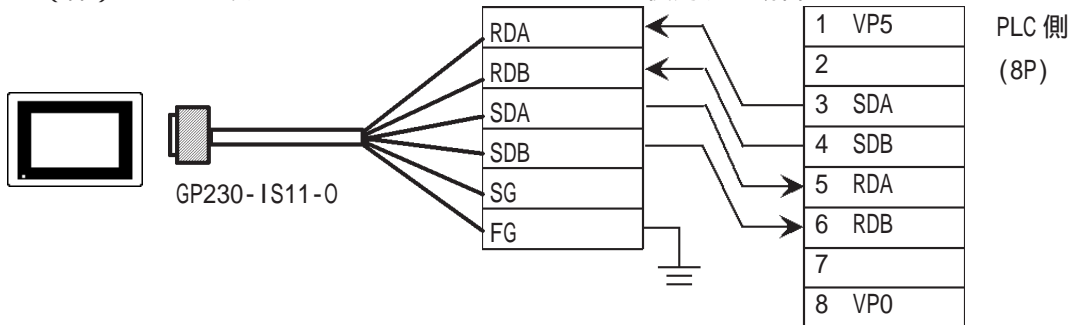 RDA
RDB
SDA
SDB
SG
FG
GP230-IS11-O
1 VP5
2
3 SDA
4 SDB
5 RDA
6 RDB
7
8 VP0
PLC 側
(8P)